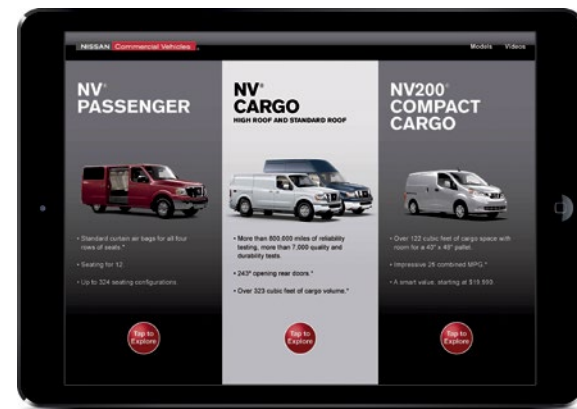 NISSAN Commercial Vehicles
Models Videos
NV®
PASSENGER
• Standard curtain air bags for all four
rows of seats.*
• Seating for 12.
• Up to 324 seating configurations
Tap to
Explore
NV®
CARGO
HIGH ROOF AND STANDARD ROOF
• More than 800,000 miles of reliability
testing, more than 7,000 quality and
durability tests.
• 243° opening rear doors.*
• Over 323 cubic feet of cargo volume.*
Tap to
Explore
NV200®
COMPACT
CARGO
• Over 122 cubic feet of cargo space with
room for a 40" x 48" pallet.
• Impressive 25 combined MPG.*
• A smart value, starting at
Tap to
Explore